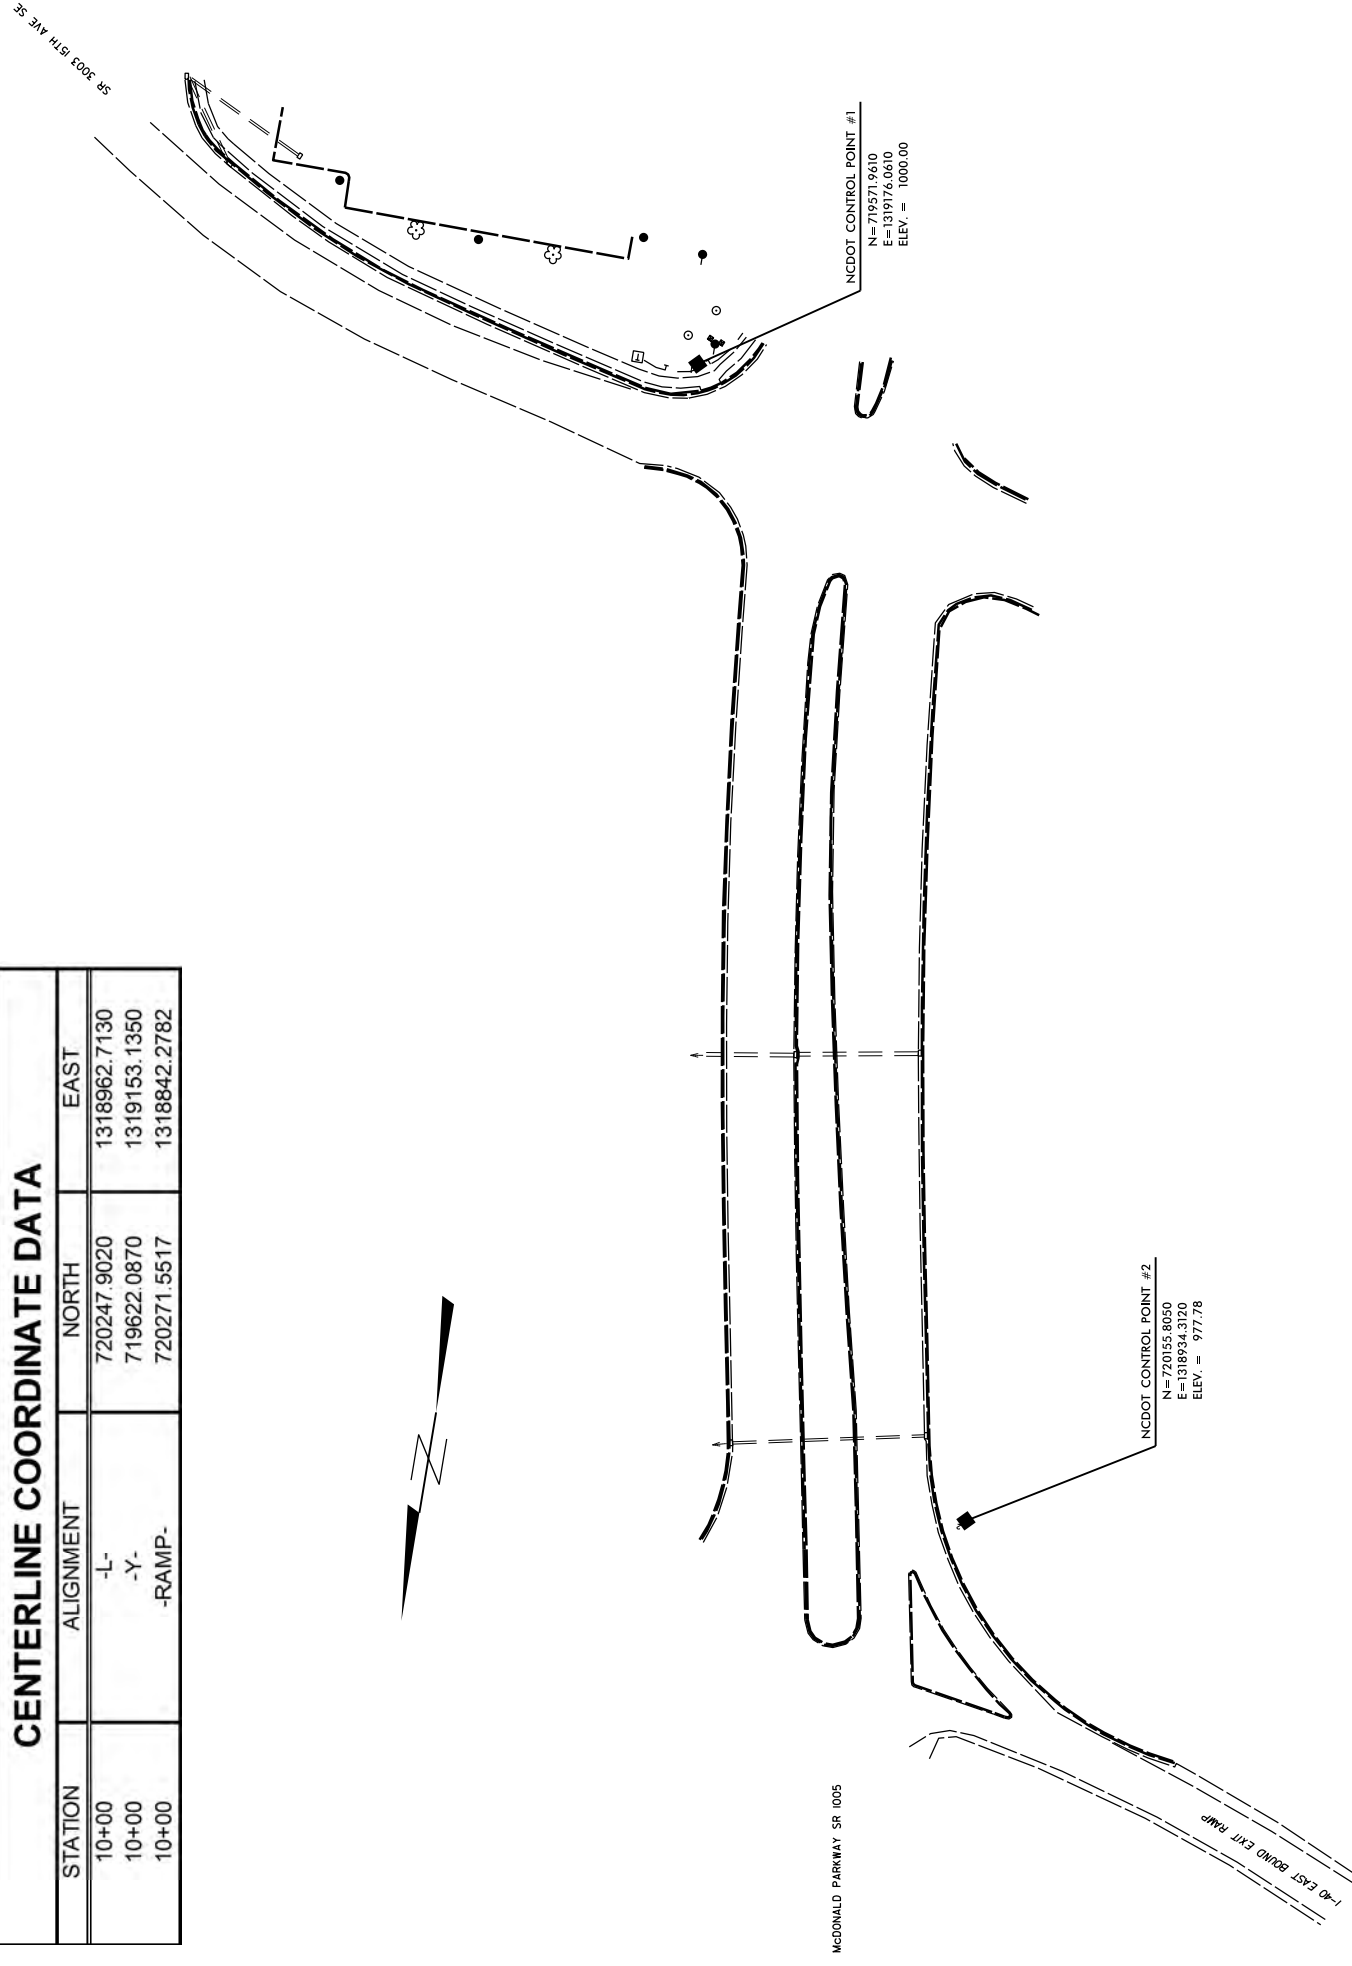 CENTERLINE COORDINATE DATA
STATION ALIGNMENT NORTH EAST
10+00 -L- 720247.9020 1318962.7130
10+00 -Y- 719622.0870 1319153.1350
10+00 -RAMP- 720271.5517 1318842.2782
SR 3003 15TH AVE SE
NCDOT CONTROL POINT #1
N=719571.9610
E=1319176.0610
ELEV. = 1000.00
NCDOT CONTROL POINT #2
N=720155.8050
E=1318934.3120
ELEV. = 977.78
McDONALD PARKWAY SR 1005
I-40 EAST BOUND EXIT RAMP